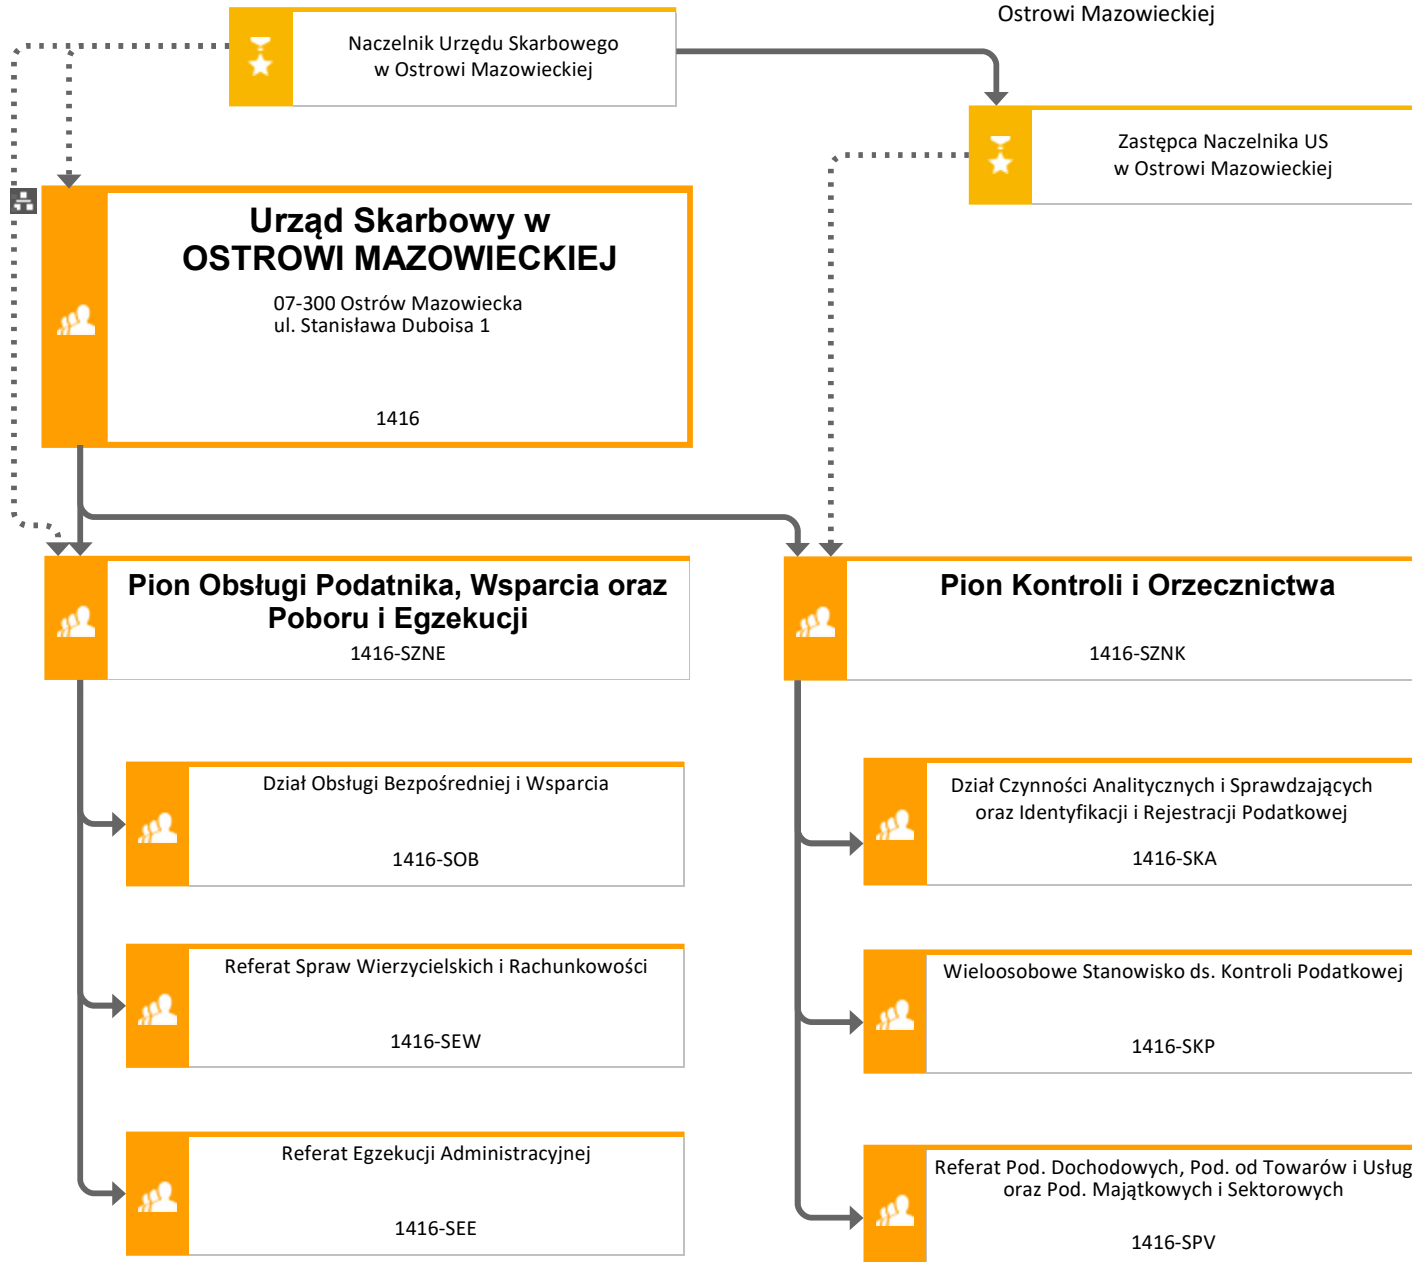 Ostrowi Mazowieckiej
Naczelnik Urzędu Skarbowego
w Ostrowi Mazowieckiej
Zastępca Naczelnika US
w Ostrowi Mazowieckiej
Urząd Skarbowy w
OSTROWI MAZOWIECKIEJ
07-300 Ostrów Mazowiecka
ul. Stanisława Duboisa 1
1416
Pion Obsługi Podatnika, Wsparcia oraz
Poboru i Egzekucji
1416-SZNE
Pion Kontroli i Orzecznictwa
1416-SZNK
Dział Obsługi Bezpośredniej i Wsparcia
1416-SOB
Dział Czynności Analitycznych i Sprawdzających
oraz Identyfikacji i Rejestracji Podatkowej
1416-SKA
Referat Spraw Wierzycielskich i Rachunkowości
1416-SEW
Wieloosobowe Stanowisko ds. Kontroli Podatkowej
1416-SKP
Referat Egzekucji Administracyjnej
1416-SEE
Referat Pod. Dochodowych, Pod. od Towarów i Usług
oraz Pod. Majątkowych i Sektorowych
1416-SPV